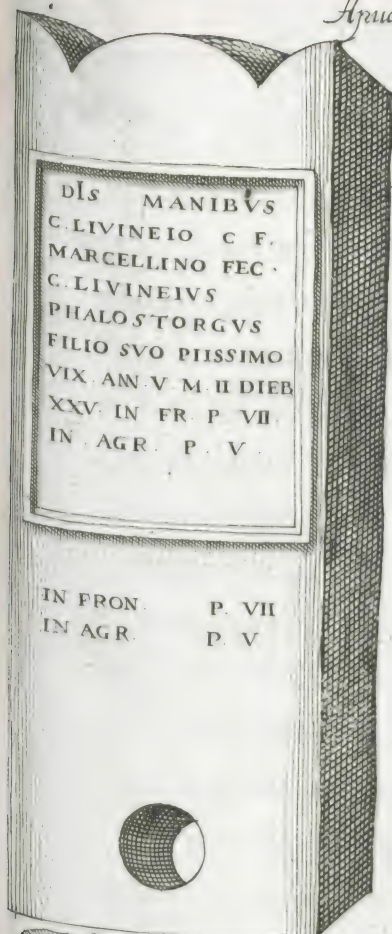 Apud
DIS MANIBVS
C. LIVINEIO C F.
MARCELLINO FEC ·
C. LIVINEIVS
PHALOSTORGVS
FILIO SVO PIISSIMO
VIX . ANN . V . M . II DIEB
XXV . IN FR . P VII
IN . AGR . P . V .
IN FRON . P. VII
IN AGR . P V